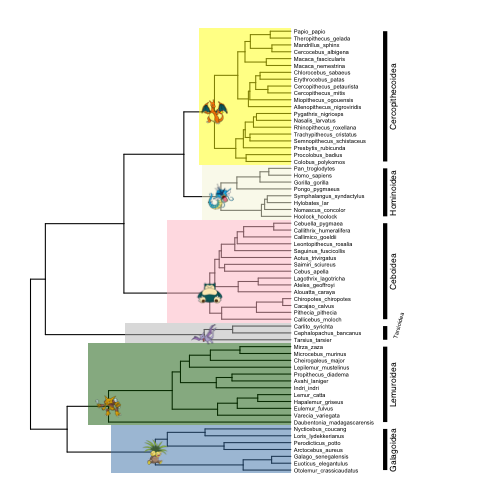 Papio_papio
Theropithecus_gelada
Mandrillus_sphinx
Cercocebus_albigena
Macaca_fascicularis
Macaca_nemestrina
Chlorocebus_sabaeus
Erythrocebus_patas
Cercopithecus_petaurista
Cercopithecus_mitis
Miopithecus_ogouensis
Allenopithecus_nigroviridis
Pygathrix_nigripes
Nasalis_larvatus
Rhinopithecus_roxellana
Trachypithecus_cristatus
Semnopithecus_schistaceus
Presbytis_rubicunda
Procolobus_badius
Colobus_polykomos
Cercopithecoidea
Pan_troglodytes
Homo_sapiens
Gorilla_gorilla
Pongo_pygmaeus
Symphalangus_syndactylus
Hylobates_lar
Nomascus_concolor
Hoolock_hoolock
Hominoidea
Cebuella_pygmaea
Callithrix_humeralifera
Callimico_goeldii
Leontopithecus_rosalia
Saguinus_fuscicollis
Aotus_trivirgatus
Saimiri_sciureus
Cebus_apella
Lagothrix_lagotricha
Ateles_geoffroyi
Alouatta_caraya
Chiropotes_chiropotes
Cacajao_calvus
Pithecia_pithecia
Callicebus_moloch
Ceboidea
Carlito_syrichta
Cephalopachus_bancanus
Tarsius_tarsier
Tarsioidea
Mirza_zaza
Microcebus_murinus
Cheirogaleus_major
Lepilemur_mustelinus
Propithecus_diadema
Avahi_laniger
Indri_indri
Lemur_catta
Hapalemur_griseus
Eulemur_fulvus
Varecia_variegata
Daubentonia_madagascarensis
Lemuroidea
Nycticebus_coucang
Loris_lydekkerianus
Perodicticus_potto
Arctocebus_aureus
Galago_senegalensis
Euoticus_elegantulus
Otolemur_crassicaudatus
Galagoidea